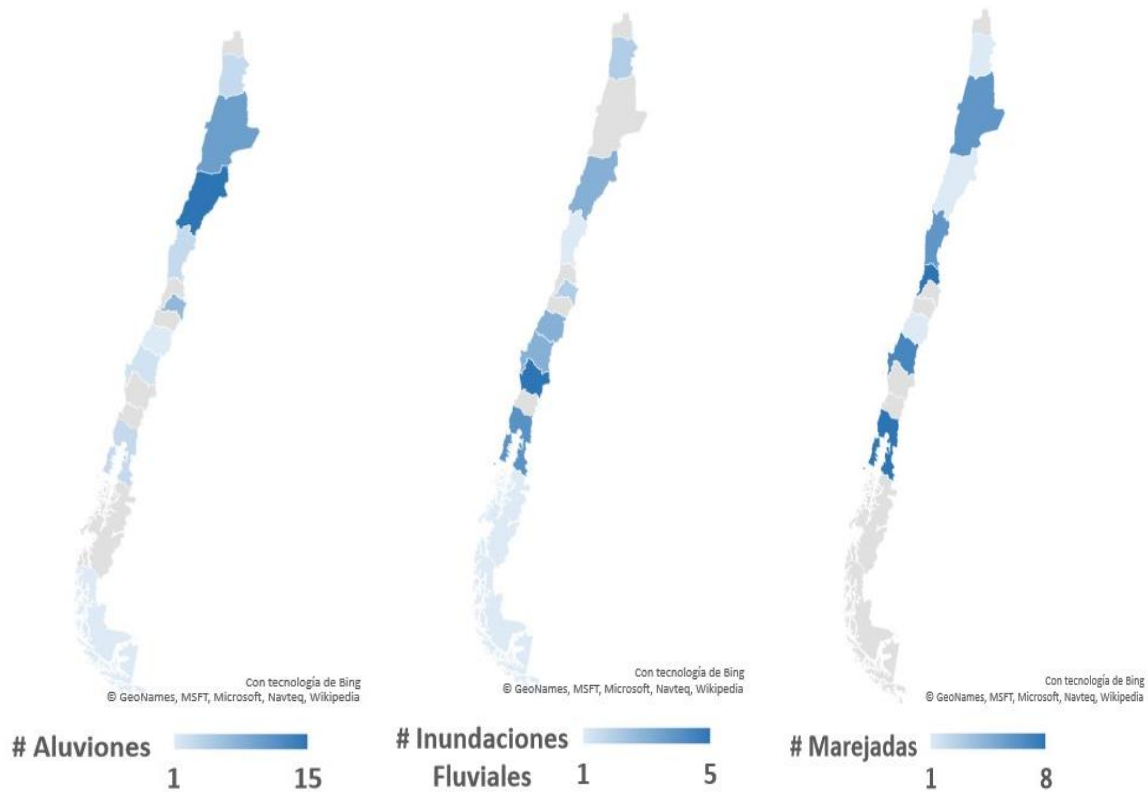 Con tecnología de Bing
© GeoNames, MSFT, Microsoft, Navteq, Wikipedia
Con tecnología de Bing
© GeoNames, MSFT, Microsoft, Navteq, Wikipedia
Con tecnología de Bing
© GeoNames, MSFT, Microsoft, Navteq, Wikipedia
# Aluviones
1 15
# Inundaciones
Fluviales
1 5
# Marejadas
1 8